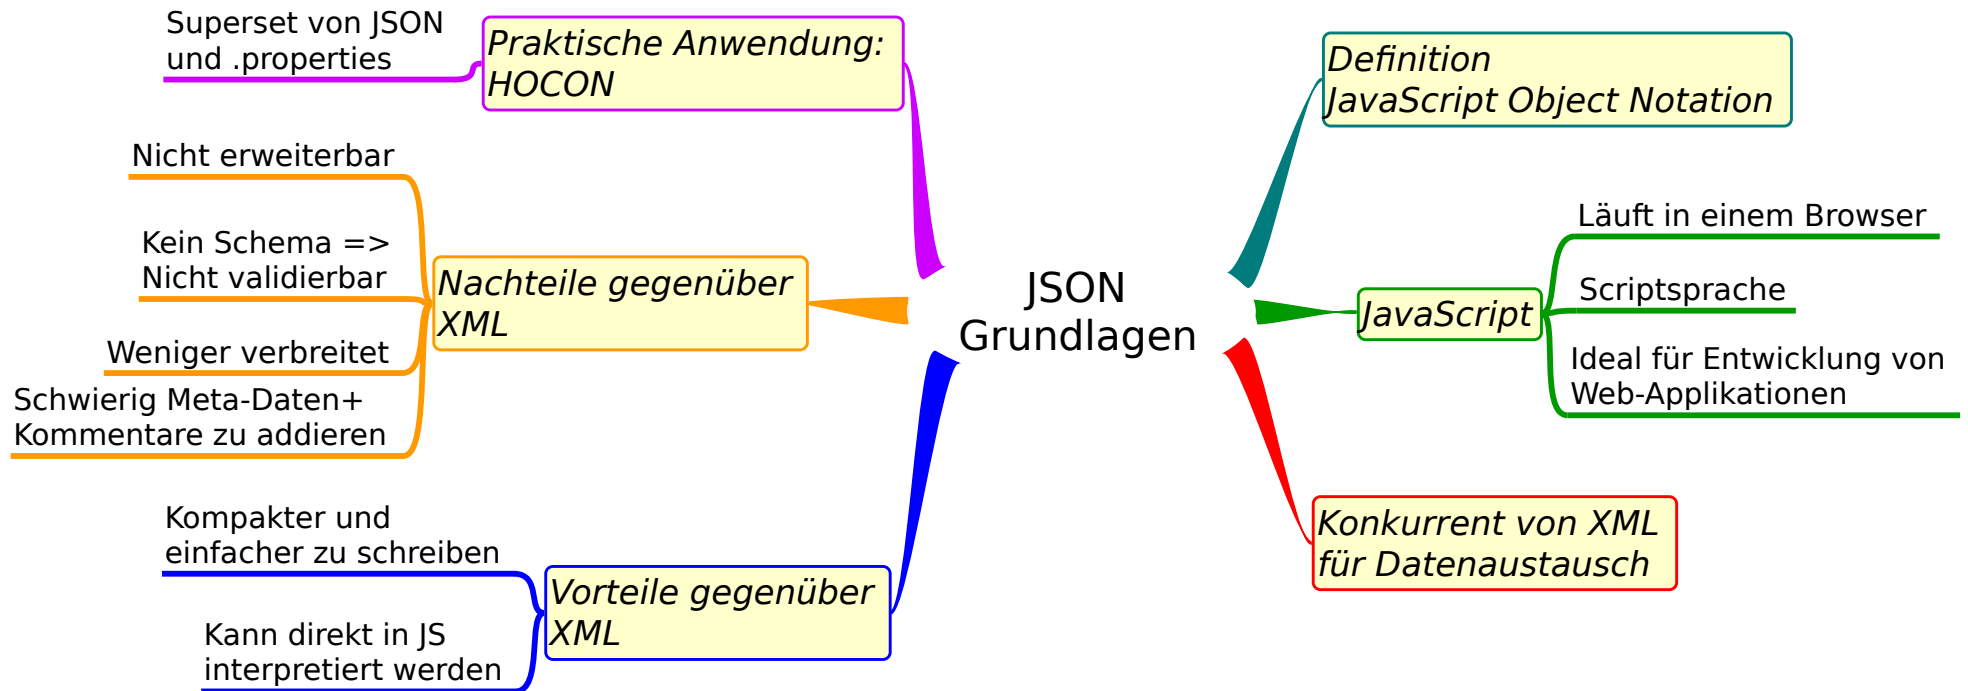 JSON
Grundlagen
Definition
JavaScript Object Notation
JavaScript
Läuft in einem Browser
Scriptsprache
Ideal für Entwicklung von
Web-Applikationen
Konkurrent von XML
für Datenaustausch
Praktische Anwendung:
HOCON
Superset von JSON
und .properties
Nachteile gegenüber
XML
Nicht erweiterbar
Kein Schema =>
Nicht validierbar
Weniger verbreitet
Schwierig Meta-Daten+
Kommentare zu addieren
Vorteile gegenüber
XML
Kompakter und
einfacher zu schreiben
Kann direkt in JS
interpretiert werden